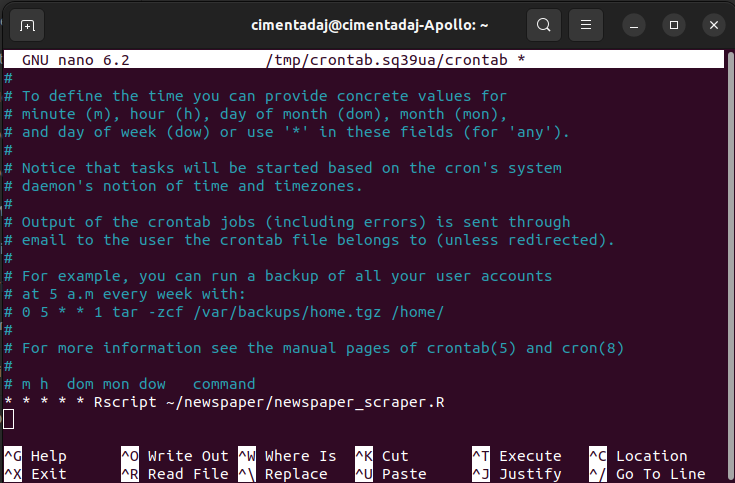 cimentadaj@cimentadaj-Apollo: ~
GNU nano 6.2 /tmp/crontab.sq39ua/crontab *
#
# To define the time you can provide concrete values for
# minute (m), hour (h), day of month (dom), month (mon),
# and day of week (dow) or use '*' in these fields (for 'any').
#
# Notice that tasks will be started based on the cron's system
# daemon's notion of time and timezones.
#
# Output of the crontab jobs (including errors) is sent through
# email to the user the crontab file belongs to (unless redirected).
#
# For example, you can run a backup of all your user accounts
# at 5 a.m every week with:
# 0 5 * * 1 tar -zcf /var/backups/home.tgz /home/
#
# For more information see the manual pages of crontab(5) and cron(8)
#
# m h  dom mon dow   command
* * * * * Rscript ~/newspaper/newspaper_scraper.R
^G Help ^O Write Out ^W Where Is ^K Cut ^T Execute ^C Location
^X Exit ^R Read File ^\ Replace ^U Paste ^J Justify ^/ Go To Line